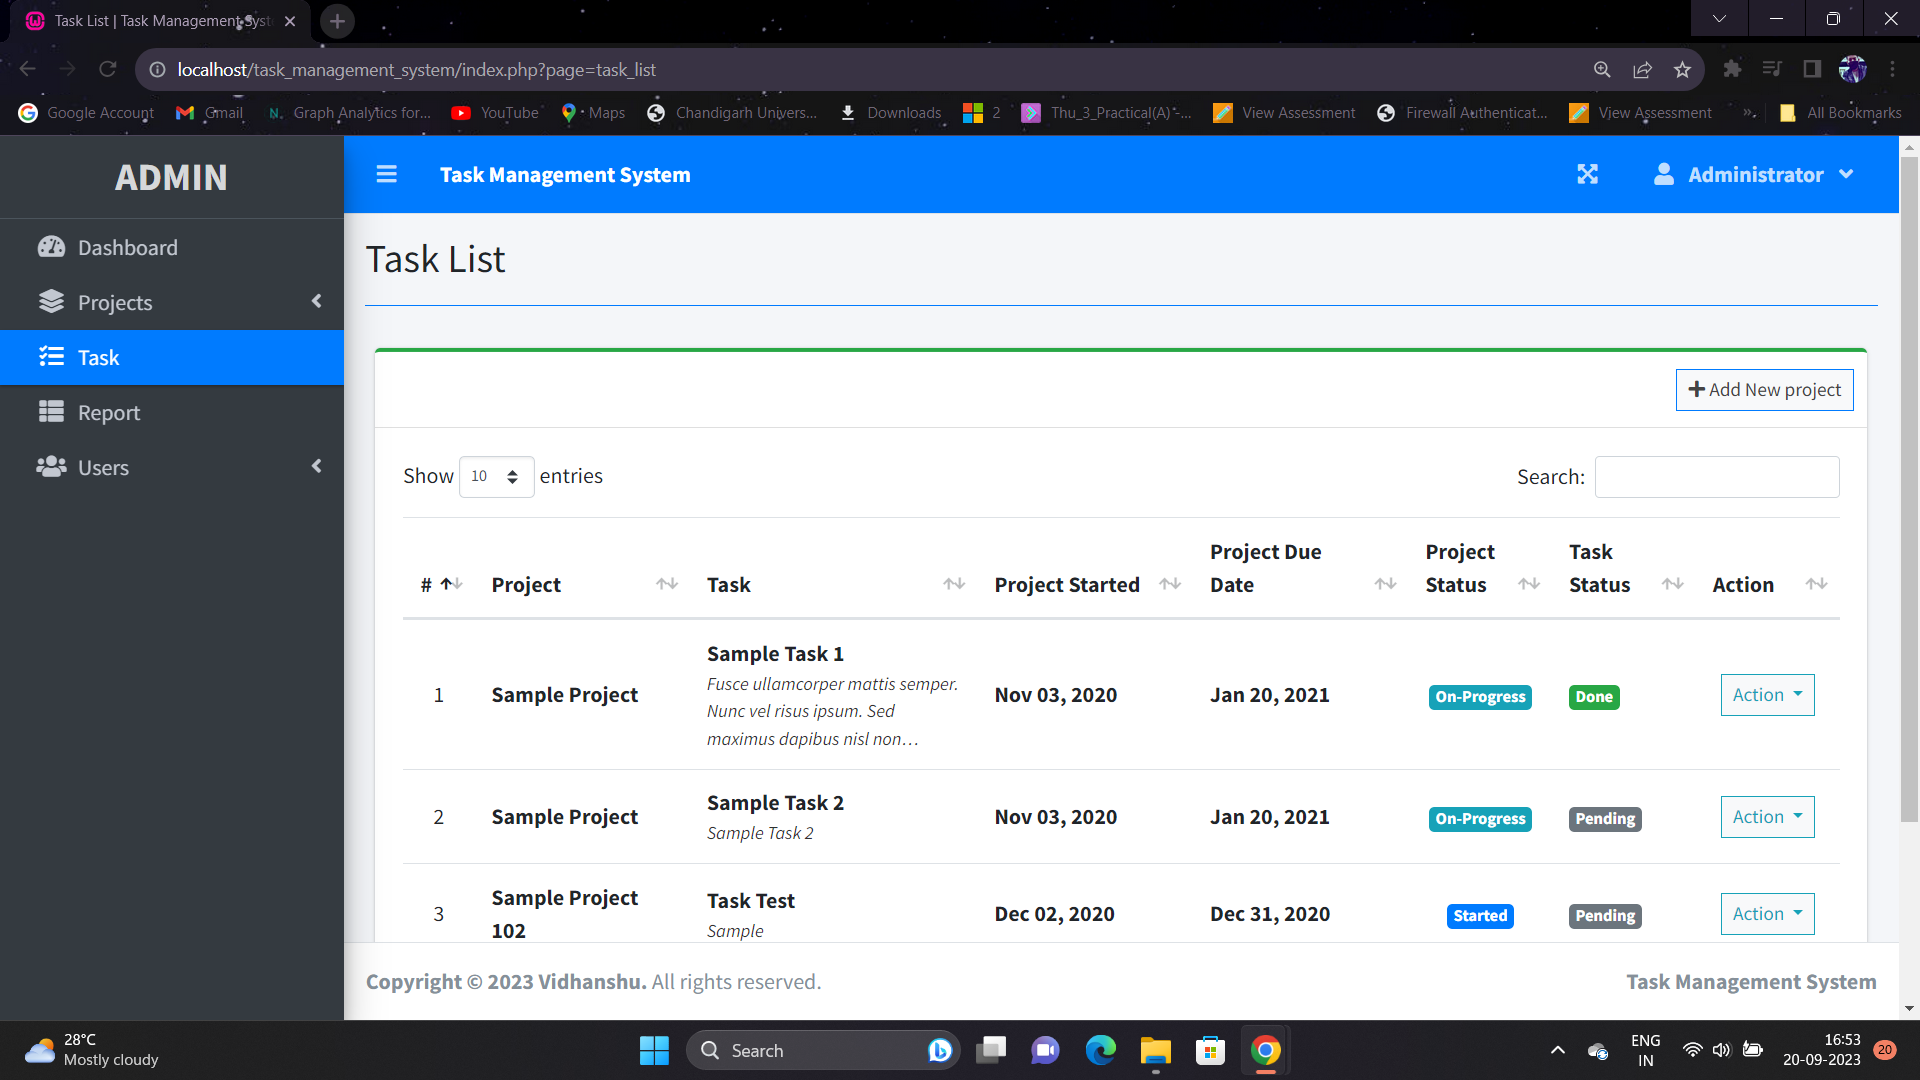 Task List | Task Management Syst
localhost/task_management_system/index.php?page=task_list
Google Account
Gmail
Graph Analytics for...
YouTube
Maps
Chandigarh Univers...
Downloads
2
Thu_3_Practical(A) -...
View Assessment
Firewall Authenticat...
View Assessment
All Bookmarks
ADMIN
Dashboard
Projects
Task
Report
Users
Task Management System
Administrator
Task List
Add New project
Show 10 entries
Search:
#
Project
Task
Project Started
Project Due
Date
Project
Status
Task
Status
Action
1
Sample Project
Sample Task 1
Fusce ullamcorper mattis semper.
Nunc vel risus ipsum. Sed
maximus dapibus nisl non…
Nov 03, 2020
Jan 20, 2021
On-Progress
Done
Action
2
Sample Project
Sample Task 2
Sample Task 2
Nov 03, 2020
Jan 20, 2021
On-Progress
Pending
Action
3
Sample Project
102
Task Test
Sample
Dec 02, 2020
Dec 31, 2020
Started
Pending
Action
Copyright © 2023 Vidhanshu. All rights reserved.
Task Management System
28°C
Mostly cloudy
Search
ENG
IN
16:53
20-09-2023
20